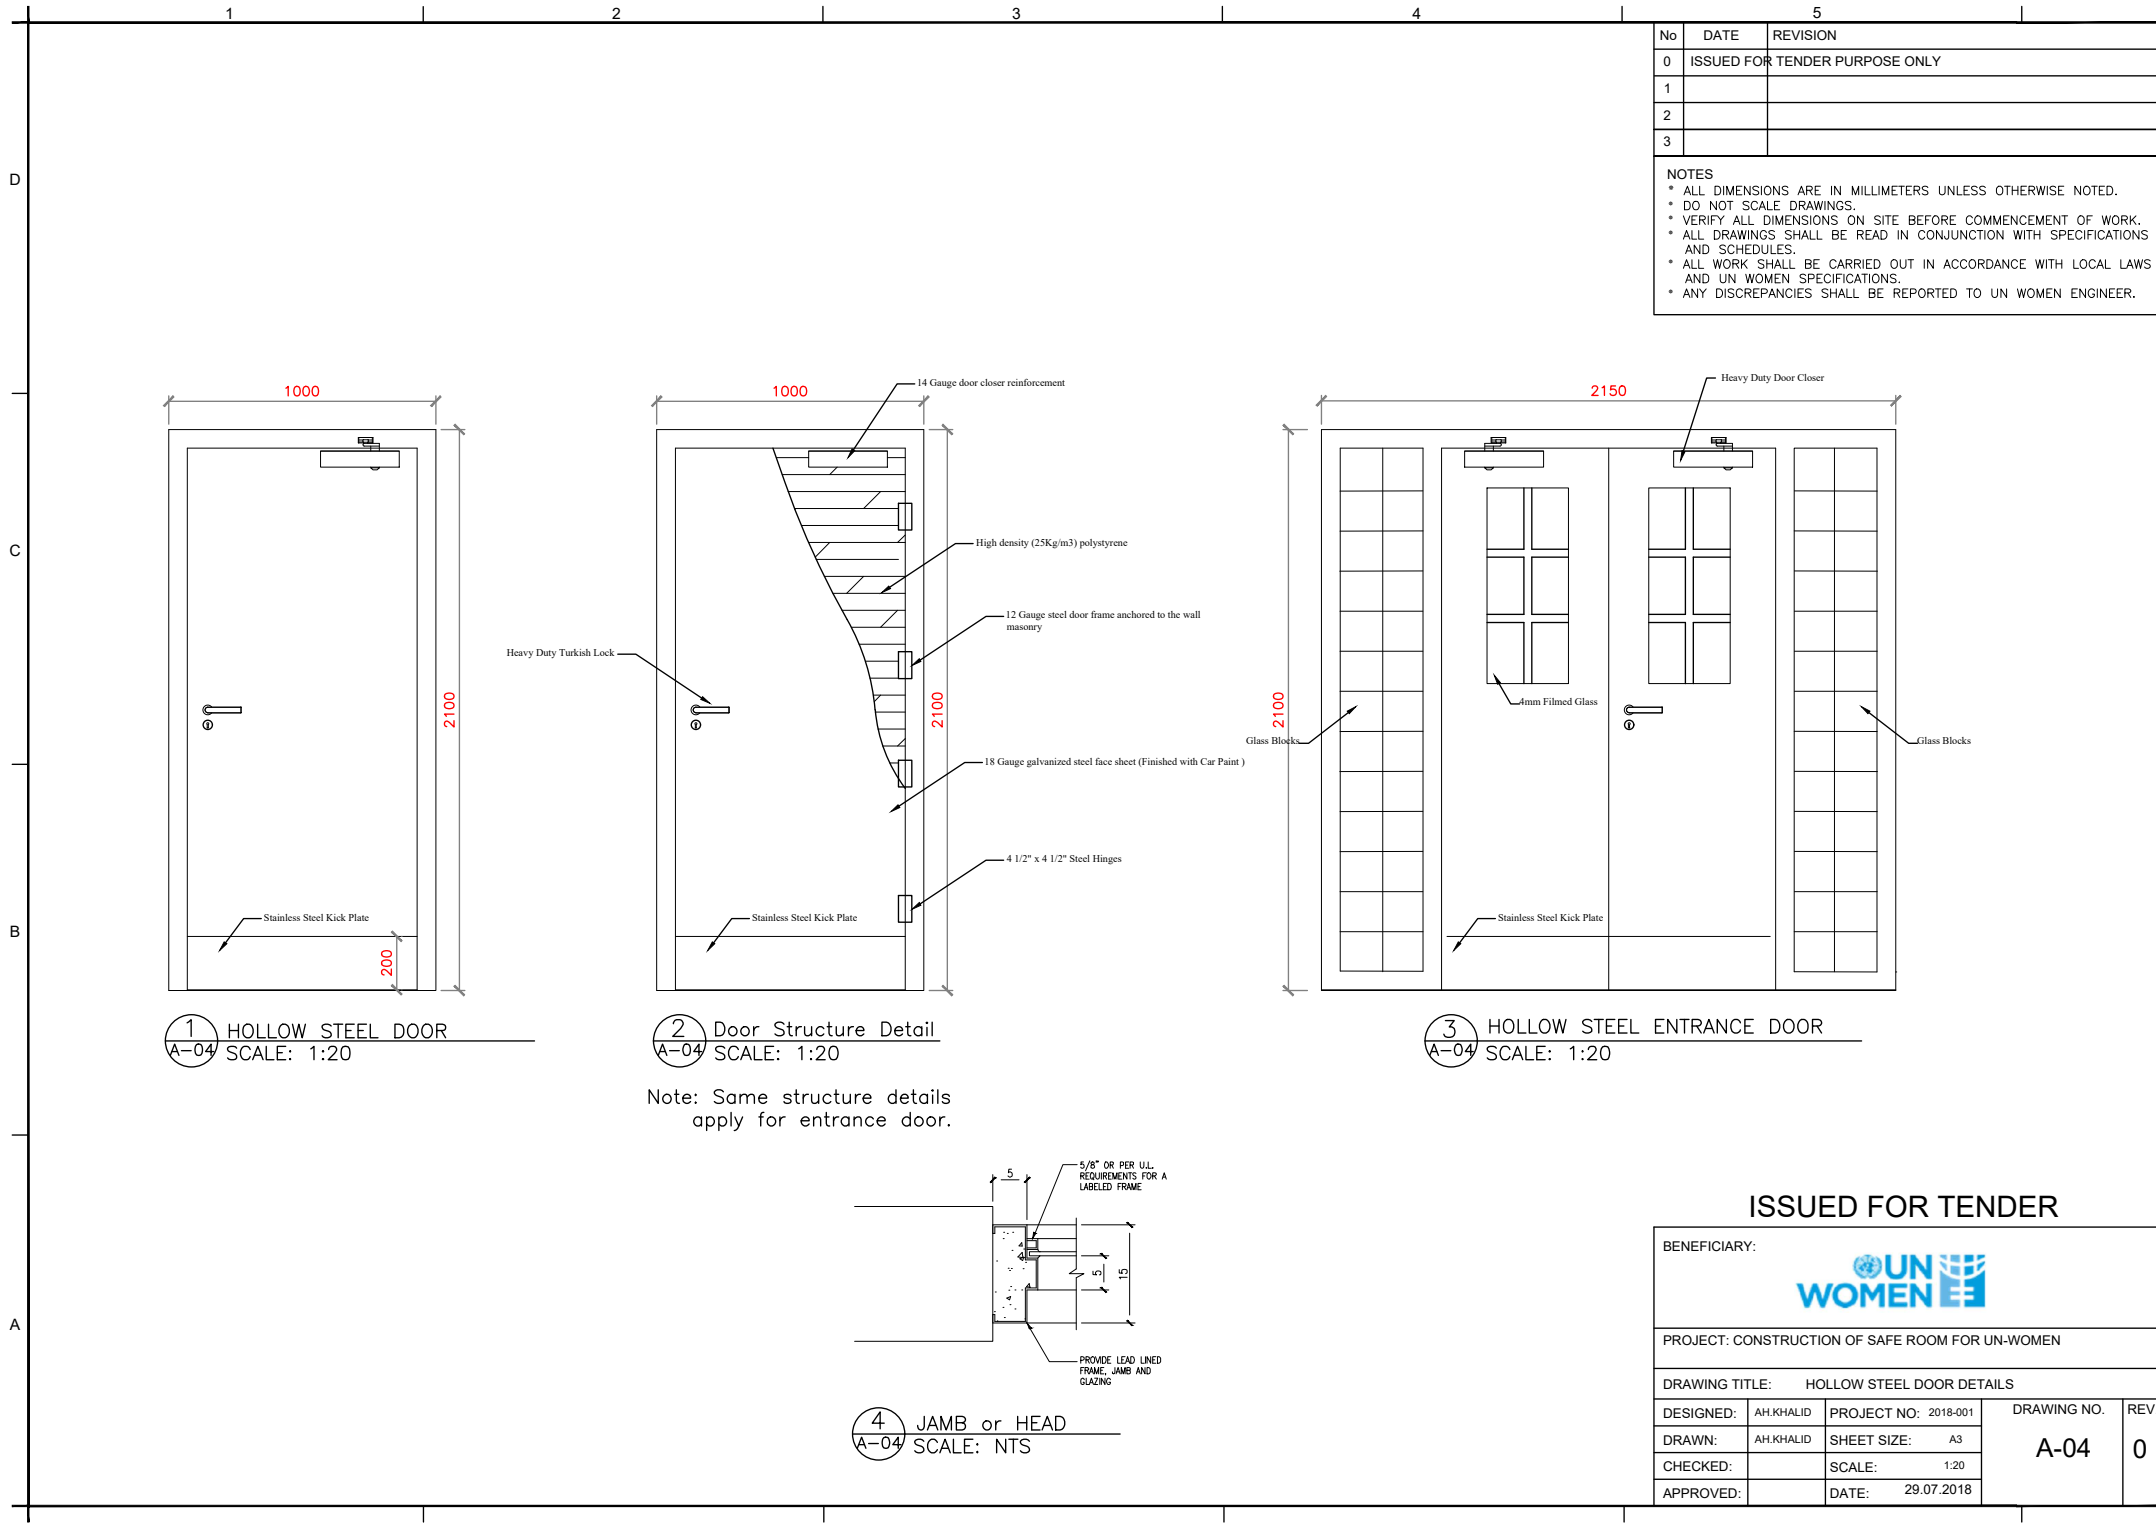 1 2 3 4 5
D
C
B
A
No DATE REVISION
0 ISSUED FOR TENDER PURPOSE ONLY
1
2
3
NOTES
* ALL DIMENSIONS ARE IN MILLIMETERS UNLESS OTHERWISE NOTED.
* DO NOT SCALE DRAWINGS.
* VERIFY ALL DIMENSIONS ON SITE BEFORE COMMENCEMENT OF WORK.
* ALL DRAWINGS SHALL BE READ IN CONJUNCTION WITH SPECIFICATIONS
AND SCHEDULES.
* ALL WORK SHALL BE CARRIED OUT IN ACCORDANCE WITH LOCAL LAWS
AND UN WOMEN SPECIFICATIONS.
* ANY DISCREPANCIES SHALL BE REPORTED TO UN WOMEN ENGINEER.
1000
2100
Stainless Steel Kick Plate
200
1
A-04
HOLLOW STEEL DOOR
SCALE: 1:20
1000
14 Gauge door closer reinforcement
High density (25Kg/m3) polystyrene
12 Gauge steel door frame anchored to the wall
masonry
Heavy Duty Turkish Lock
2100
18 Gauge galvanized steel face sheet (Finished with Car Paint )
4 1/2" x 4 1/2" Steel Hinges
Stainless Steel Kick Plate
2
A-04
Door Structure Detail
SCALE: 1:20
Note: Same structure details
apply for entrance door.
2150
Heavy Duty Door Closer
2100
4mm Filmed Glass
Glass Blocks
Glass Blocks
Stainless Steel Kick Plate
3
A-04
HOLLOW STEEL ENTRANCE DOOR
SCALE: 1:20
5
5/8" OR PER U.L.
REQUIREMENTS FOR A
LABELED FRAME
5
15
PROVIDE LEAD LINED
FRAME, JAMB AND
GLAZING
4
A-04
JAMB or HEAD
SCALE: NTS
ISSUED FOR TENDER
BENEFICIARY:
UN
WOMEN
PROJECT: CONSTRUCTION OF SAFE ROOM FOR UN-WOMEN
DRAWING TITLE: HOLLOW STEEL DOOR DETAILS
DESIGNED: AH.KHALID PROJECT NO: 2018-001 DRAWING NO. REV
DRAWN: AH.KHALID SHEET SIZE: A3 A-04 0
CHECKED: SCALE: 1:20
APPROVED: DATE: 29.07.2018